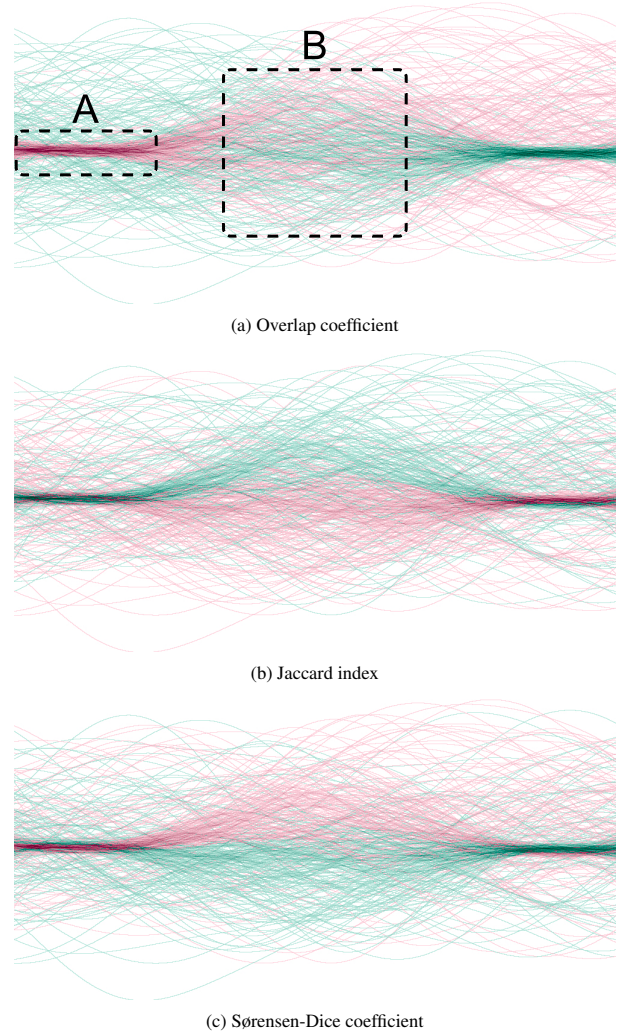 B
A
(a) Overlap coefficient
(b) Jaccard index
(c) Sørensen-Dice coefficient